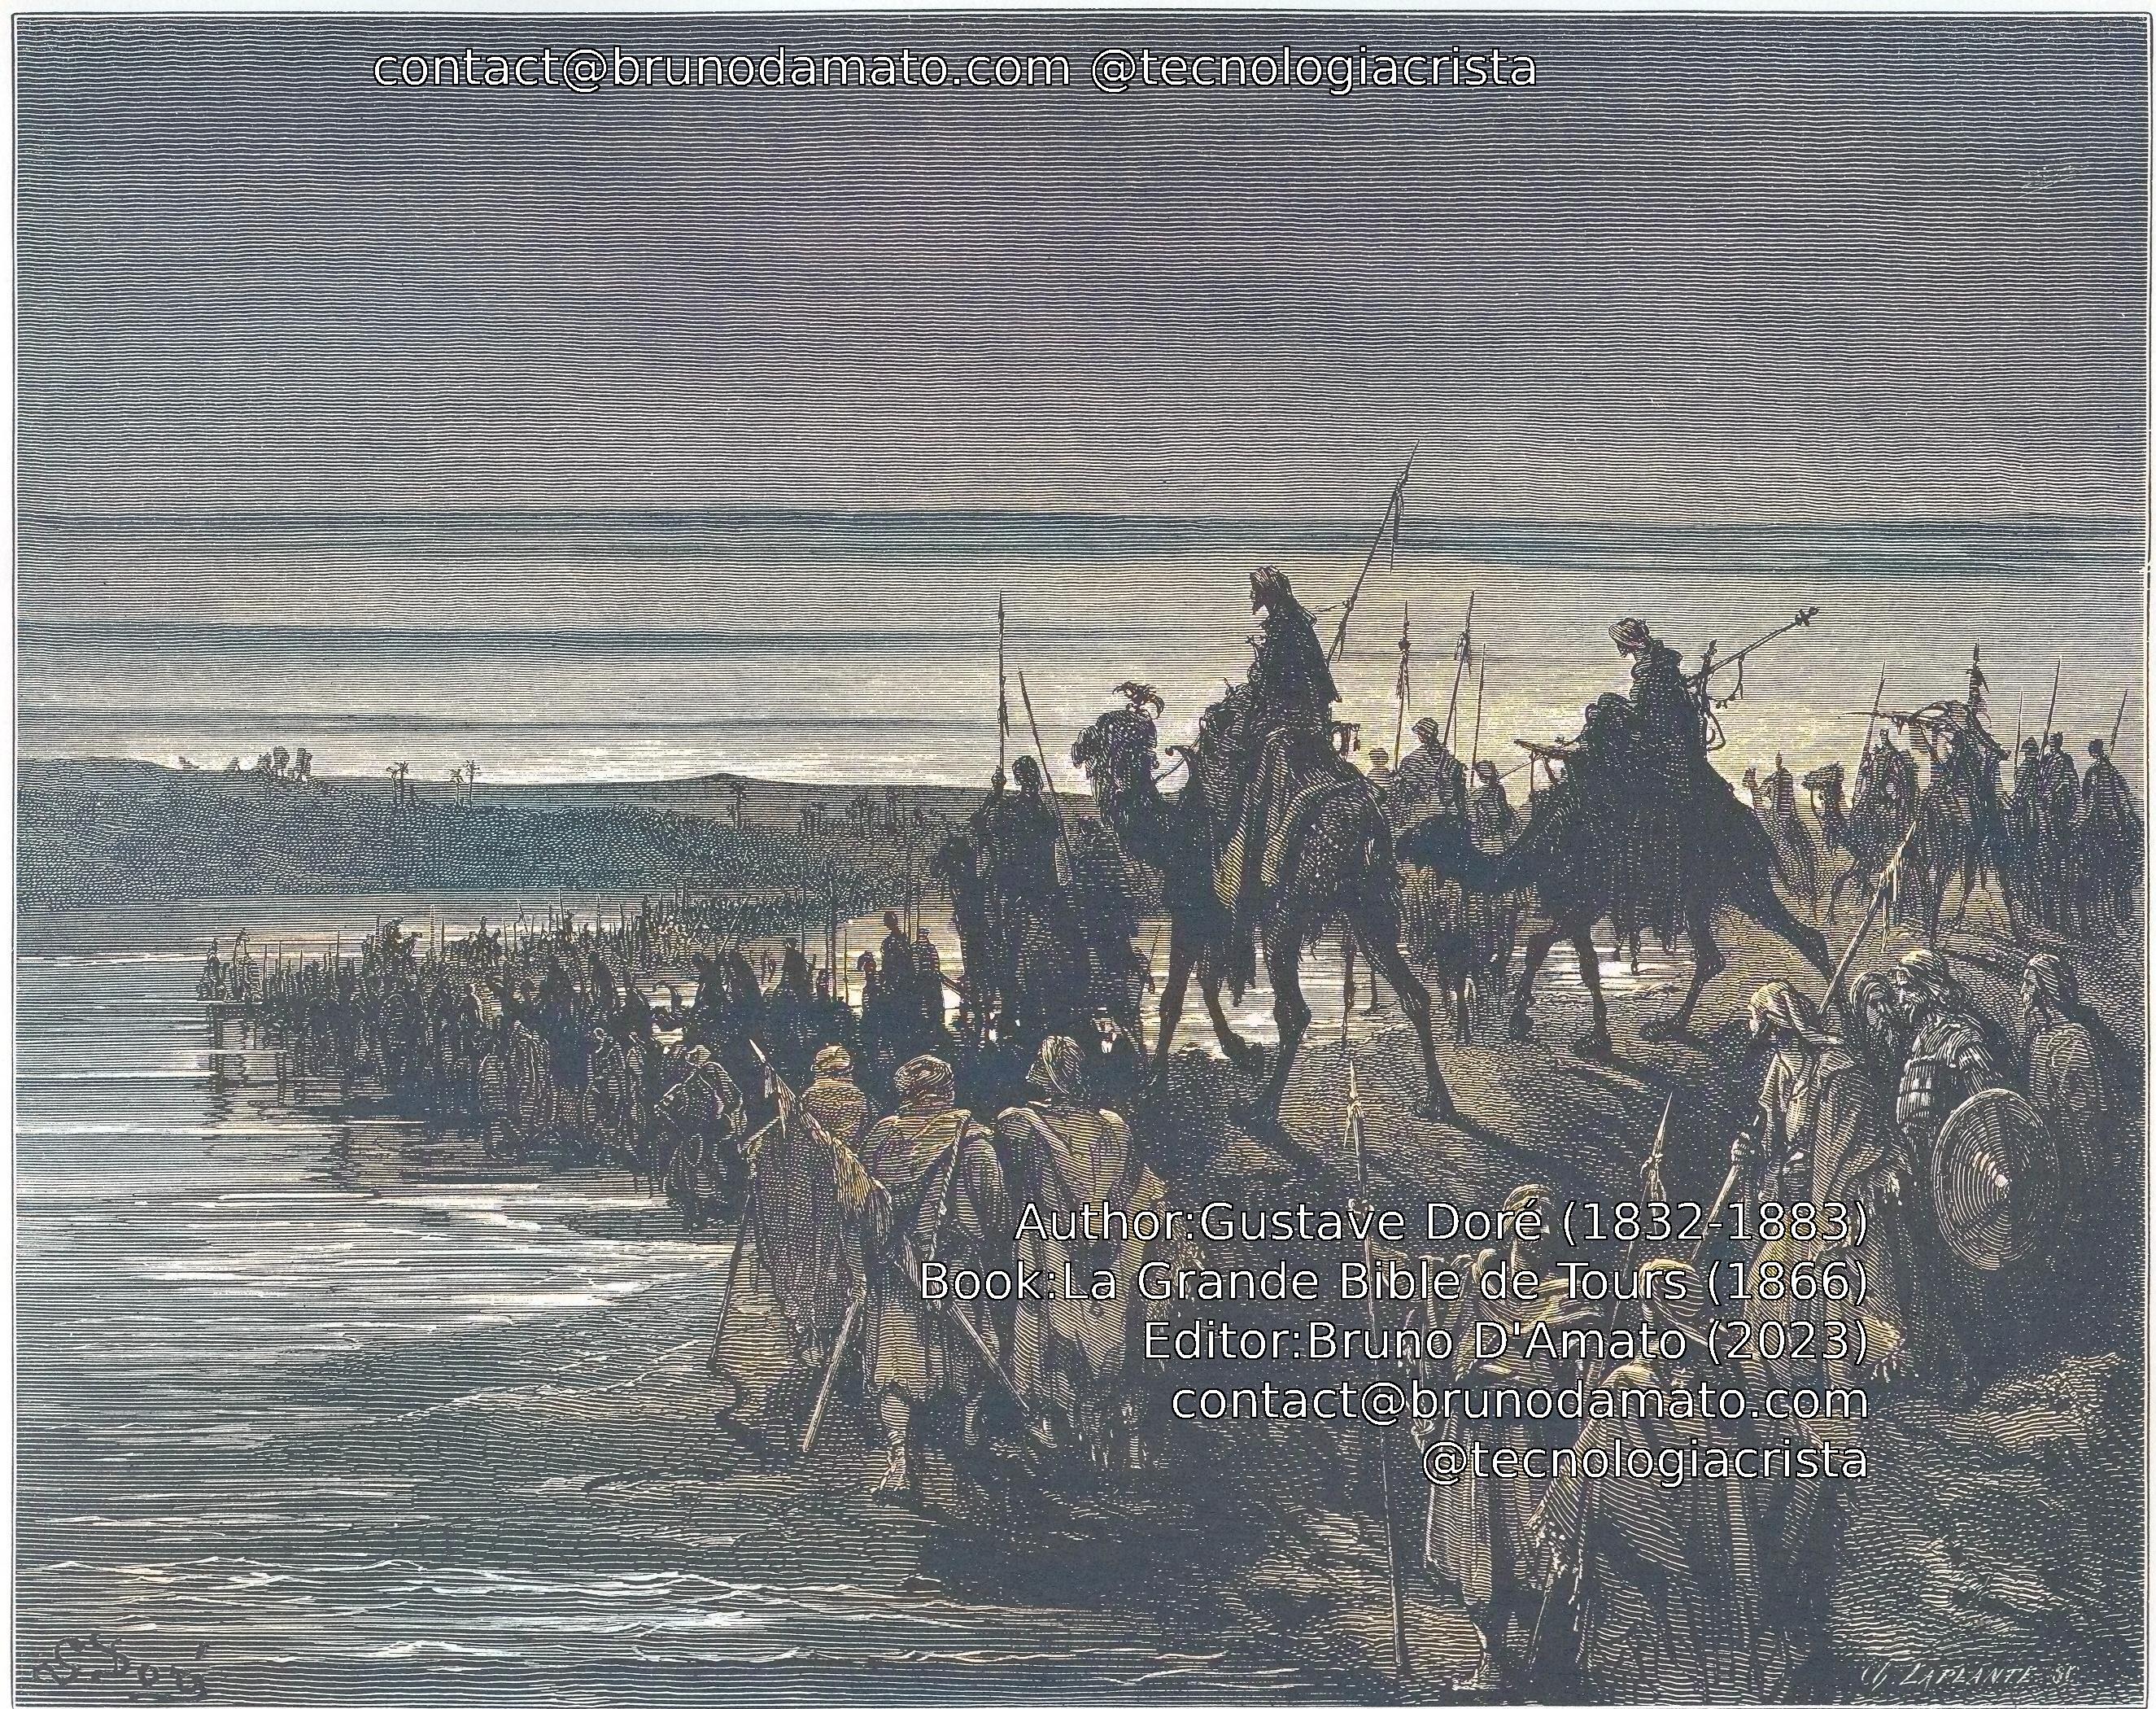 contact@brunodamato.com @tecnologiacrista
Author:Gustave Doré (1832-1883)
Book:La Grande Bible de Tours (1866)
Editor:Bruno D'Amato (2023)
contact@brunodamato.com
@tecnologiacrista
G. Doré
LAPLANTE